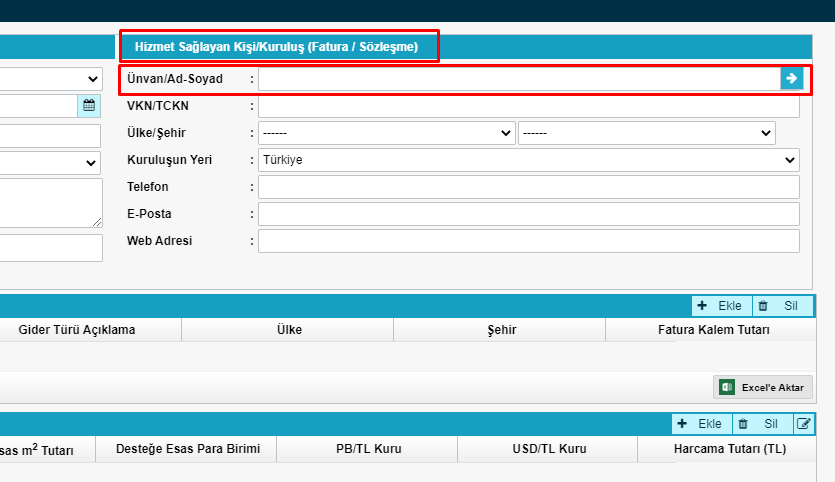 Hizmet Sağlayan Kişi/Kuruluş (Fatura / Sözleşme)
Ünvan/Ad-Soyad :
VKN/TCKN :
Ülke/Şehir : ------ ------
Kuruluşun Yeri : Türkiye
Telefon :
E-Posta :
Web Adresi :
Ekle Sil
Gider Türü Açıklama Ülke Şehir Fatura Kalem Tutarı
Excel'e Aktar
Ekle Sil
sas m² Tutarı Desteğe Esas Para Birimi PB/TL Kuru USD/TL Kuru Harcama Tutarı (TL)